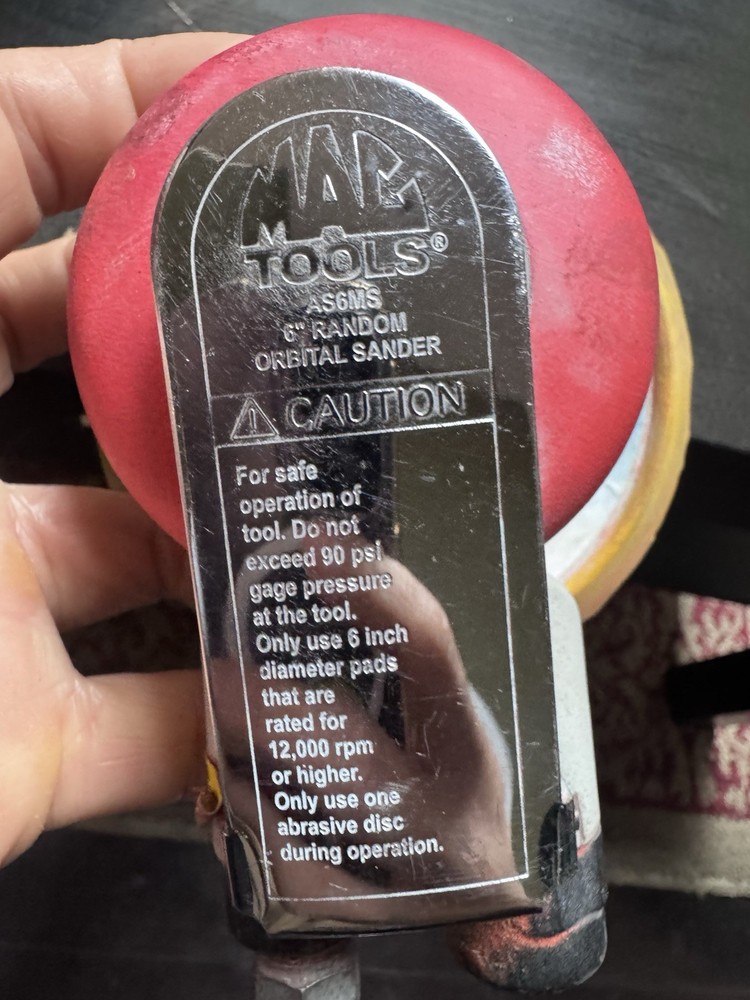 MAC
TOOLS®
AS6MS
6" RANDOM
ORBITAL SANDER
CAUTION
For safe
operation of
tool. Do not
exceed 90 psi
gage pressure
at the tool.
Only use 6 inch
diameter pads
that are
rated for
12,000 rpm
or higher.
Only use one
abrasive disc
during operation.